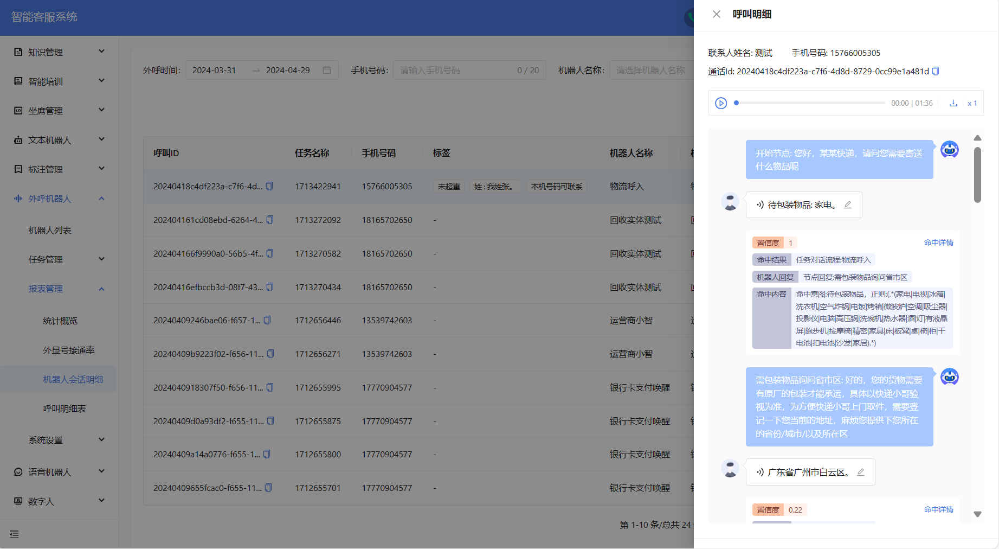 智能客服系统
知识管理
智能培训
坐席管理
文本机器人
标注管理
外呼机器人
机器人列表
任务管理
报表管理
统计概览
外显号接通率
机器人会话明细
呼叫明细表
系统设置
语音机器人
数字人
外呼时间: 2024-03-31 → 2024-04-29 手机号码: 请输入手机号码 0 / 20 机器人名称: 请选择机器人名称
呼叫ID 任务名称 手机号码 标签 机器人名称
20240418c4df223a-c7f6-4d... 1713422941 15766005305 未超重 姓 : 我姓张。 本机号码可联系 物流呼入
202404161cd08ebd-6264-4... 1713272092 18165702650 - 回收实体测试
202404166f9990a0-56b5-4f... 1713270582 18165702650 - 回收实体测试
20240416efbccb3d-08f7-43... 1713270434 18165702650 - 回收实体测试
20240409246bae06-f657-1... 1712656446 13539742603 - 运营商小智
20240409b9223f02-f656-11... 1712656271 13539742603 - 运营商小智
2024040918307f50-f656-11... 1712655995 17770904577 - 银行卡支付唤醒
20240409d0a93df2-f655-11... 1712655875 17770904577 - 银行卡支付唤醒
20240409a14a0776-f655-1... 1712655800 17770904577 - 银行卡支付唤醒
20240409655fcac0-f655-11... 1712655701 17770904577 - 银行卡支付唤醒
第 1-10 条/总共 24
呼叫明细
联系人姓名: 测试 手机号码: 15766005305
通话Id: 20240418c4df223a-c7f6-4d8d-8729-0cc99e1a481d
00:00 | 01:36 x 1
开始节点: 您好，某某快递，请问您需要寄送
什么物品呢
待包装物品: 家电。
置信度 1 命中详情
命中结果 任务对话流程:物流呼入
机器人回复 节点回复:需包装物品询问省市区
命中内容 命中意图:待包装物品，正则:(.*(家电|电视|冰箱|
洗衣机|空气炸锅|电饭|烤箱|微波炉|空调|吸尘器|
投影仪|电脑|高压锅|洗碗机|热水器|酒|灯|有液晶
屏|跑步机|按摩椅|精密|家具|床|板凳|桌|椅|柜|干
电池|扣电池|沙发|家居).*)
需包装物品询问省市区: 好的，您的货物需要
有原厂的包装才能承运，具体以快递小哥验
视为准，为方便快递小哥上门取件，需要登
记一下您当前的地址，麻烦您提供下您所在
的省份/城市/以及所在区
广东省广州市白云区。
置信度 0.22 命中详情